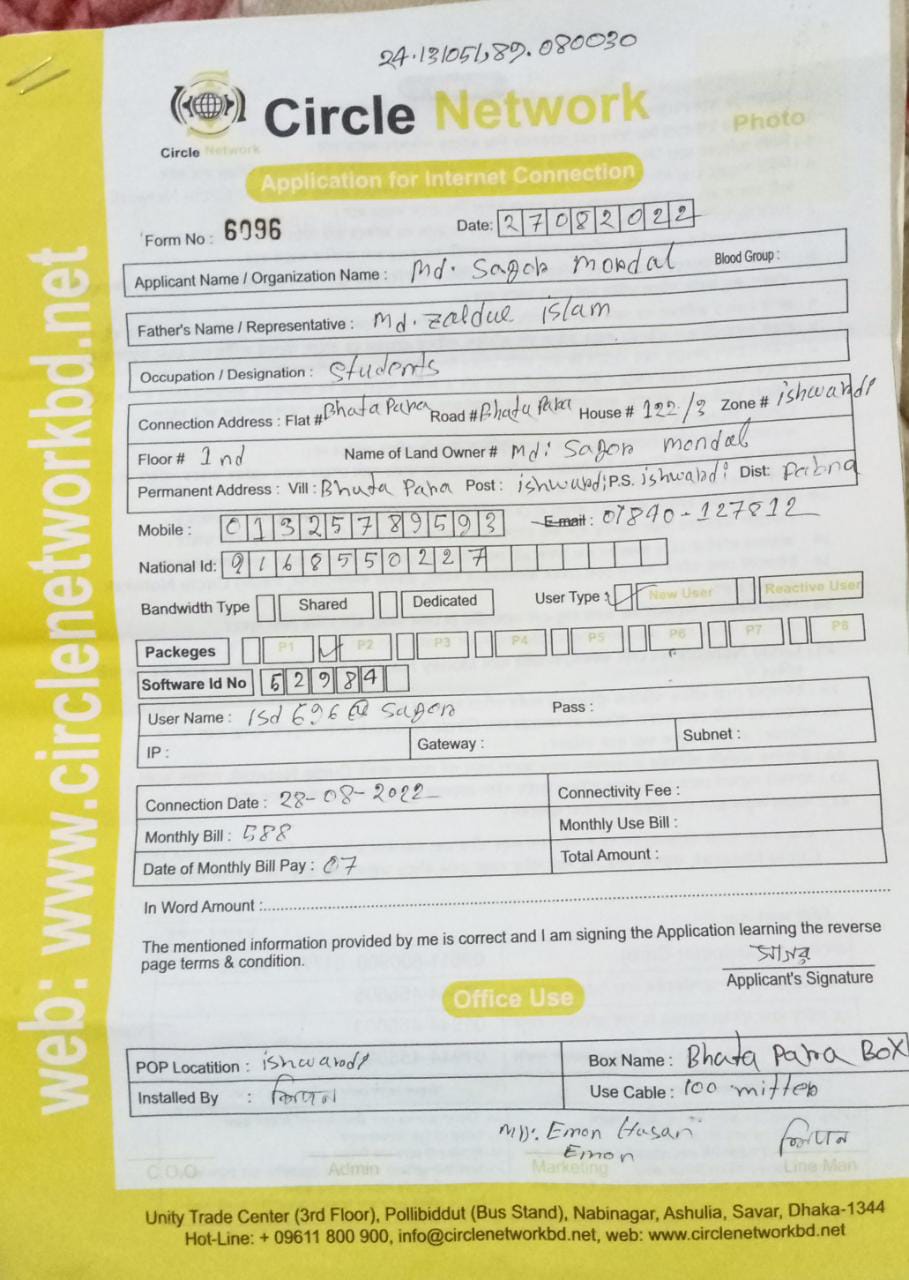 24.131051,89.080030
Circle Network
Circle Network
Photo
Application for Internet Connection
Form No : 6096
Date: 27082022
Applicant Name / Organization Name : Md. Sagor mondal Blood Group :
Father's Name / Representative : Md. zaldue islam
Occupation / Designation : Students
Connection Address : Flat # Bhata Para Road # Bhata Para House # 122/3 Zone # ishwardi
Floor # 1nd Name of Land Owner # Md: Sagor mondal
Permanent Address : Vill : Bhata Para Post : ishwardi P.S. ishwardi Dist: Pabna
Mobile : 01325789593 E-mail : 01840-127812
National Id: 9168550227
Bandwidth Type Shared Dedicated User Type : New User Reactive User
Packeges P1 P2 P3 P4 P5 P6 P7 P8
Software Id No 52984
User Name : isd696@Sagor Pass :
IP : Gateway : Subnet :
Connection Date : 28-08-2022 Connectivity Fee :
Monthly Bill : 588 Monthly Use Bill :
Date of Monthly Bill Pay : 07 Total Amount :
In Word Amount :
The mentioned information provided by me is correct and I am signing the Application learning the reverse
page terms & condition.
Applicant's Signature
Office Use
POP Locatition : ishwardi Box Name : Bhata Para BOX
Installed By : Use Cable : 100 mitter
MD. Emon Hasan
Emon
C.O.O Admin Marketing Line Man
Unity Trade Center (3rd Floor), Pollibiddut (Bus Stand), Nabinagar, Ashulia, Savar, Dhaka-1344
Hot-Line: + 09611 800 900, info@circlenetworkbd.net, web: www.circlenetworkbd.net
web: www.circlenetworkbd.net